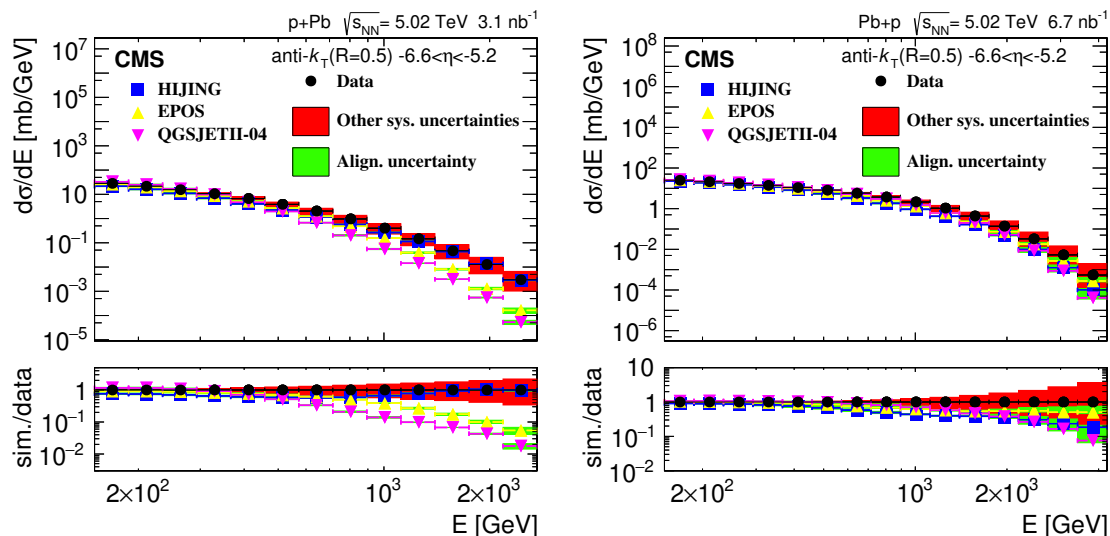 p+Pb √s_NN = 5.02 TeV 3.1 nb⁻¹
CMS
anti-k_T(R=0.5) -6.6<η<-5.2
HIJING
EPOS
QGSJETII-04
Data
Other sys. uncertainties
Align. uncertainty
dσ/dE [mb/GeV]
10⁷
10⁵
10³
10
10⁻¹
10⁻³
10⁻⁵
sim./data
1
10⁻¹
10⁻²
2×10²
10³
2×10³
E [GeV]
Pb+p √s_NN = 5.02 TeV 6.7 nb⁻¹
CMS
anti-k_T(R=0.5) -6.6<η<-5.2
HIJING
EPOS
QGSJETII-04
Data
Other sys. uncertainties
Align. uncertainty
dσ/dE [mb/GeV]
10⁸
10⁶
10⁴
10²
1
10⁻²
10⁻⁴
10⁻⁶
sim./data
10
1
10⁻¹
10⁻²
2×10²
10³
2×10³
E [GeV]